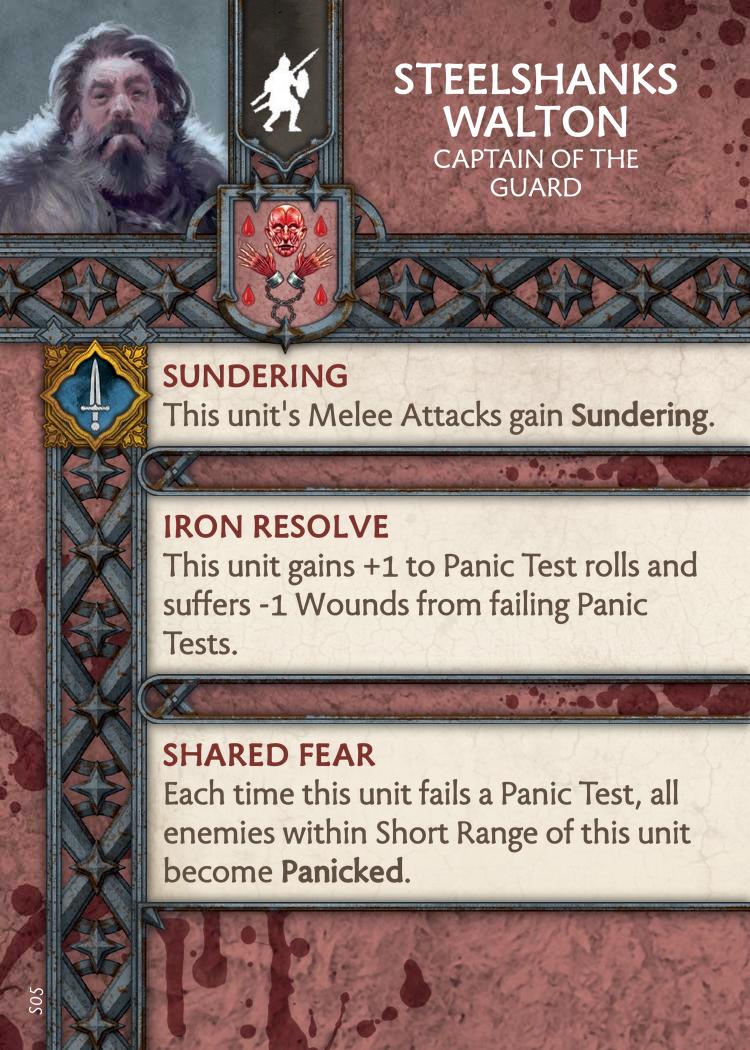 STEELSHANKS
WALTON
CAPTAIN OF THE
GUARD
SUNDERING
This unit's Melee Attacks gain Sundering.
IRON RESOLVE
This unit gains +1 to Panic Test rolls and
suffers -1 Wounds from failing Panic
Tests.
SHARED FEAR
Each time this unit fails a Panic Test, all
enemies within Short Range of this unit
become Panicked.
S05